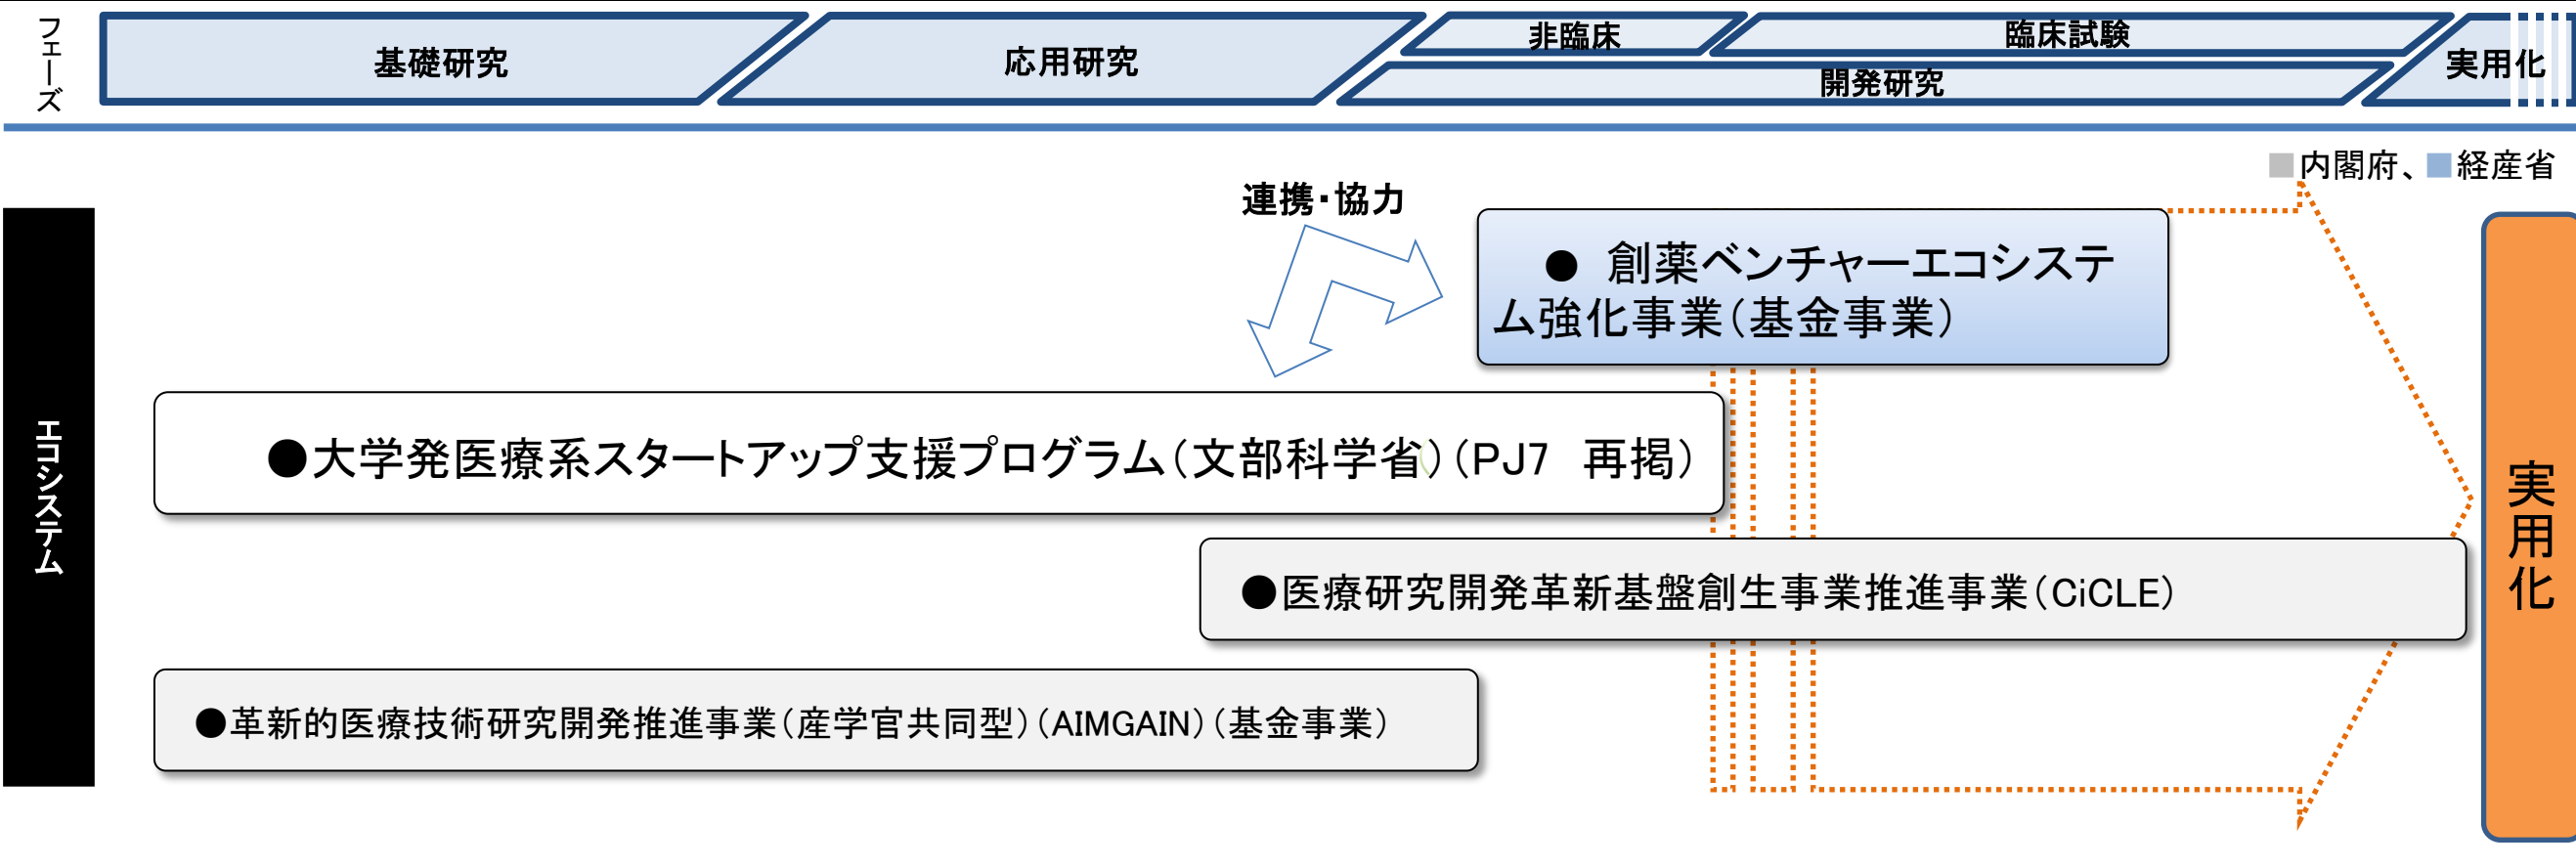 フェーズ
基礎研究
応用研究
非臨床
臨床試験
開発研究
実用化
■内閣府、■経産省
連携・協力
エコシステム
● 創薬ベンチャーエコシステ
ム強化事業（基金事業）
●大学発医療系スタートアップ支援プログラム（文部科学省）（PJ7　再掲）
●医療研究開発革新基盤創生事業推進事業（CiCLE）
●革新的医療技術研究開発推進事業（産学官共同型）（AIMGAIN）（基金事業）
実用化